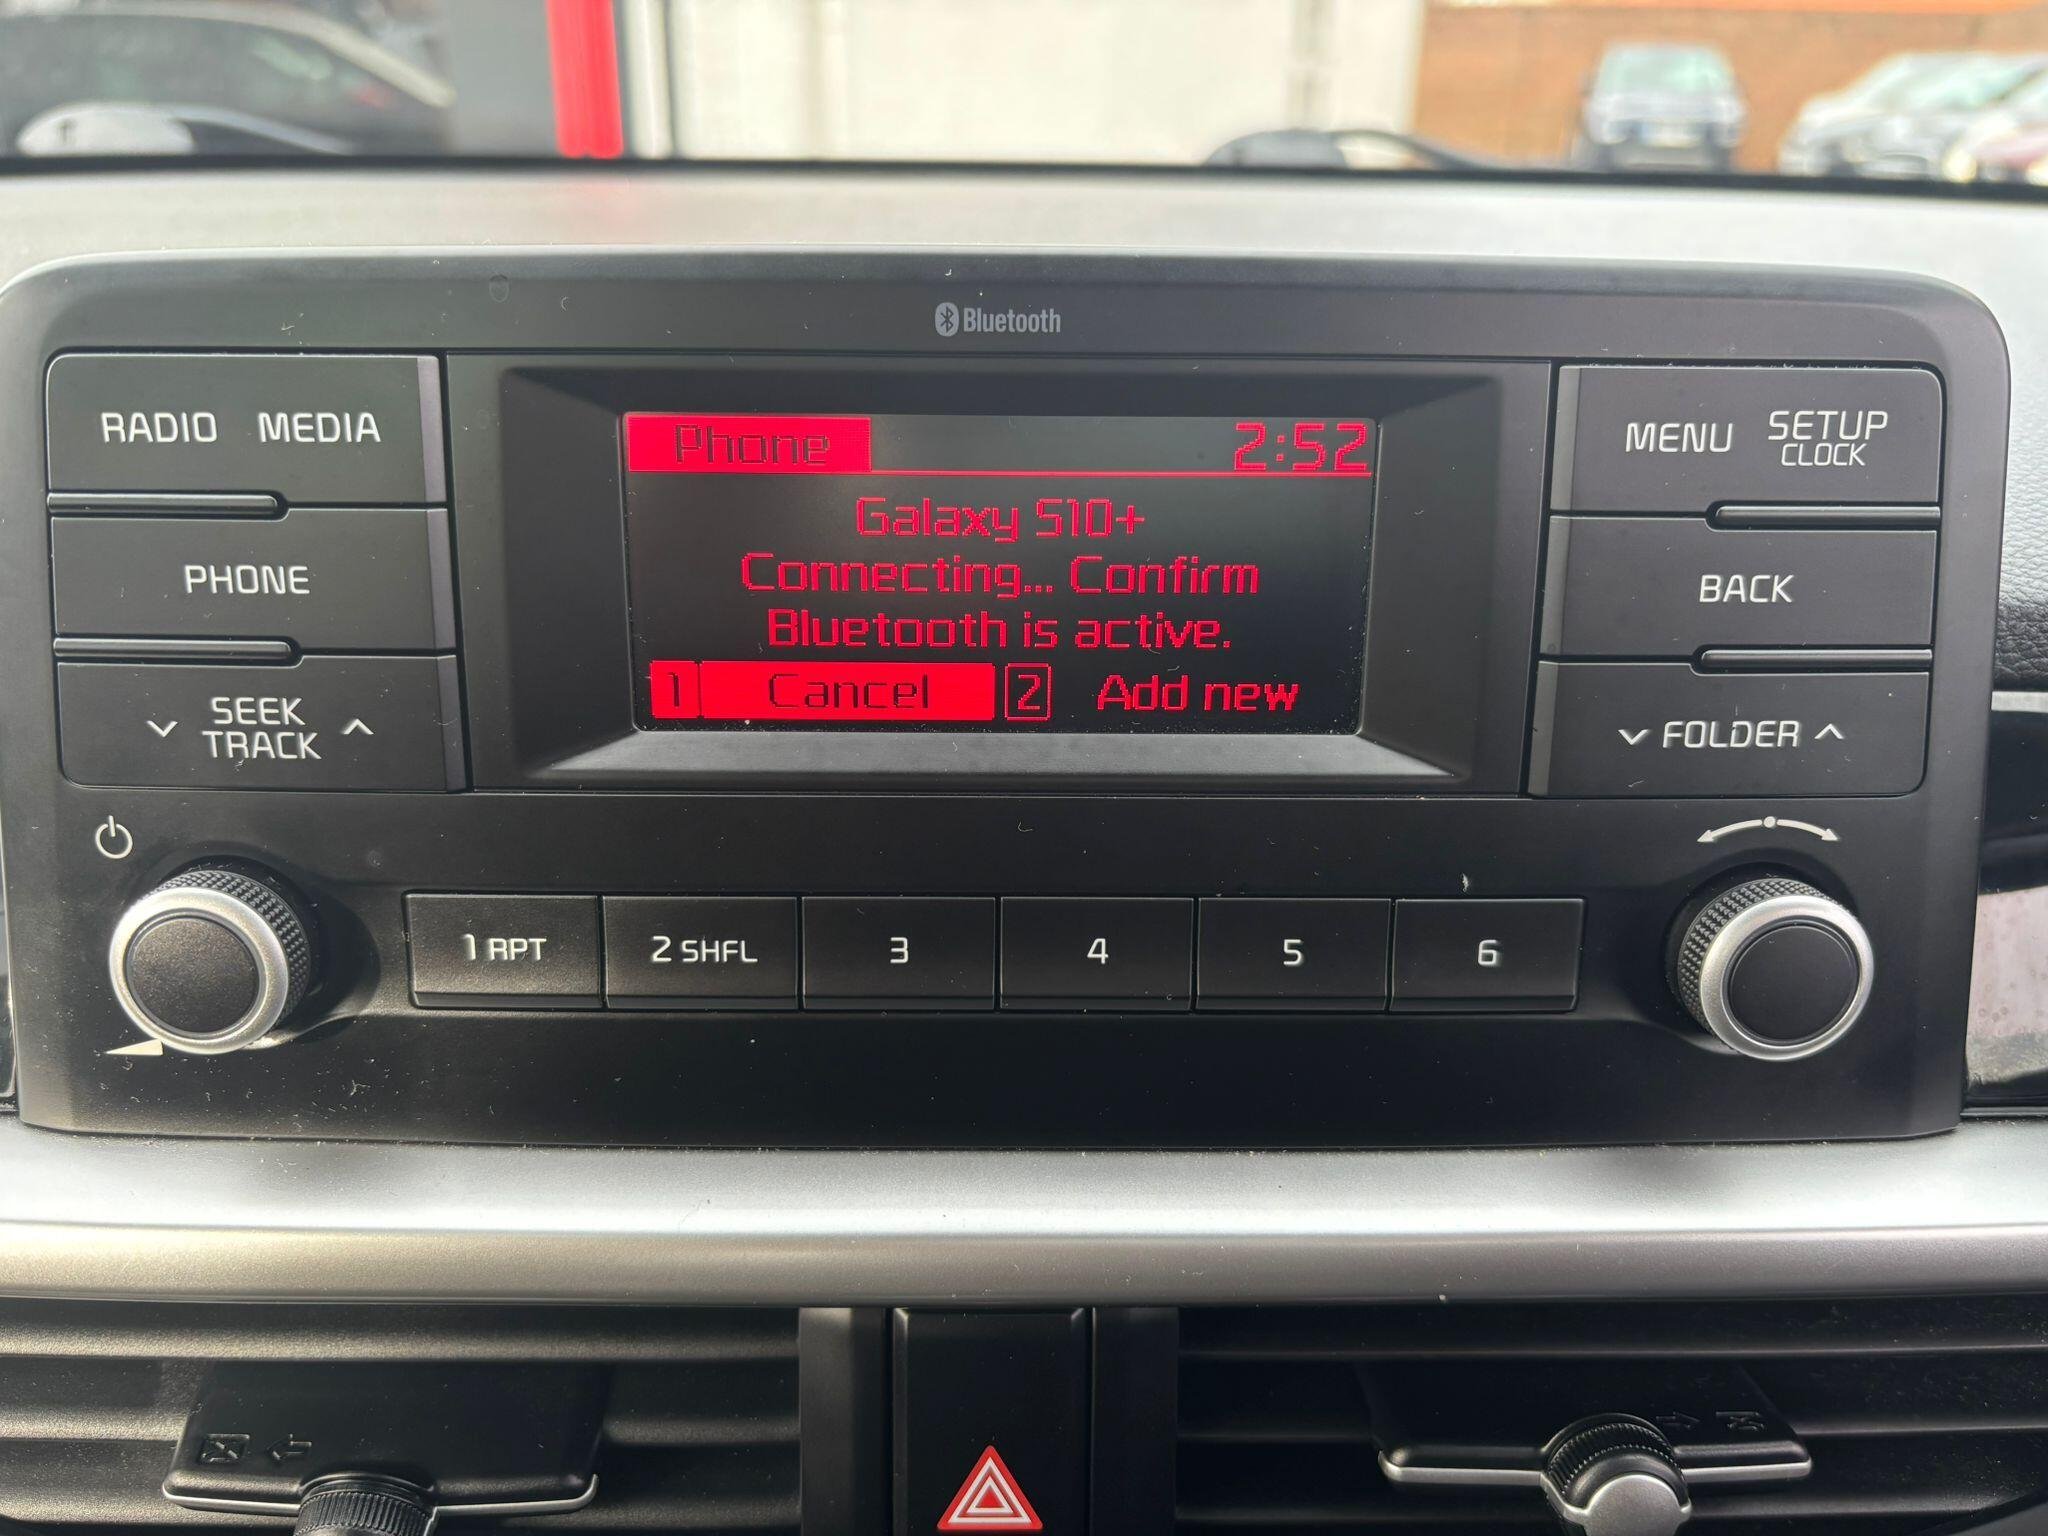 Bluetooth
RADIO MEDIA
PHONE
SEEK
TRACK
Phone 2:52
Galaxy S10+
Connecting... Confirm
Bluetooth is active.
1 Cancel 2 Add new
MENU SETUP
CLOCK
BACK
FOLDER
1 RPT 2 SHFL 3 4 5 6